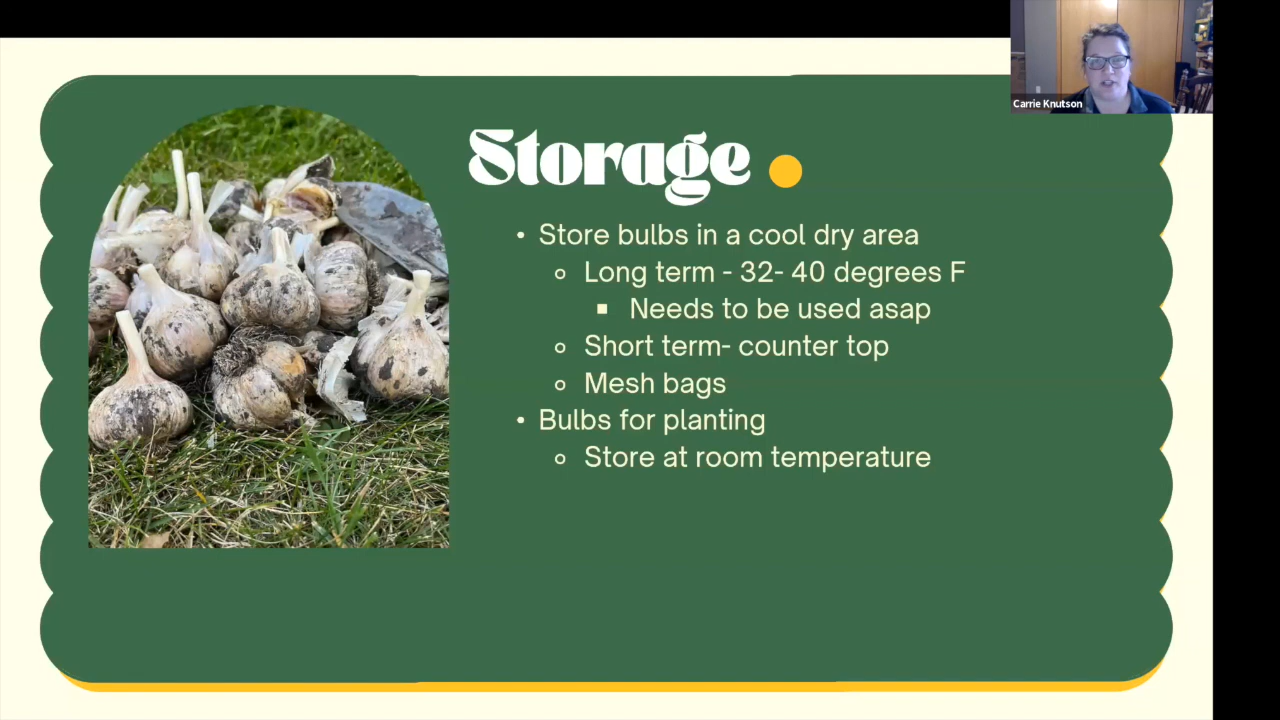 Carrie Knutson
Storage
• Store bulbs in a cool dry area
○ Long term - 32- 40 degrees F
▪ Needs to be used asap
○ Short term- counter top
○ Mesh bags
• Bulbs for planting
○ Store at room temperature